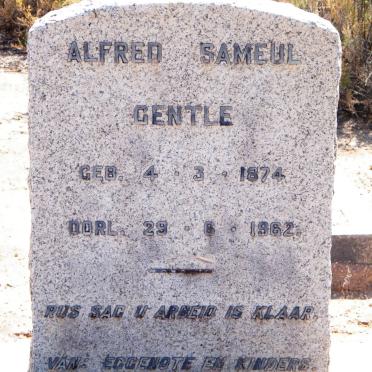 ALFRED SAMEUL
GENTLE
GEB. 4 · 3 · 1874
OORL. 29 · 6 · 1962.
RUS SAG U ARBEID IS KLAAR.
VAN: EGGENOTE EN KINDERS.